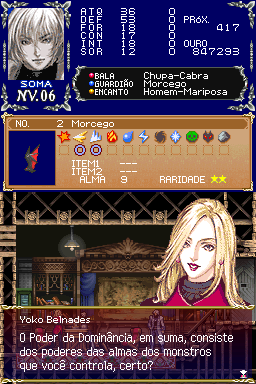 ATQ 36 0
DEF 53 0 PRÓX.
FOR 18 0 417
CON 17 0
INT 18 0 OURO
SOR 12 0 847293
SOMA
NV.06
BALA Chupa-Cabra
GUARDIÃO Morcego
ENCANTO Homem-Mariposa
NO. 2 Morcego
ITEM1 ---
ITEM2 ---
ALMA 9 RARIDADE ★★
Yoko Belnades
O Poder da Dominância, em suma, consiste
dos poderes das almas dos monstros
que você controla, certo?